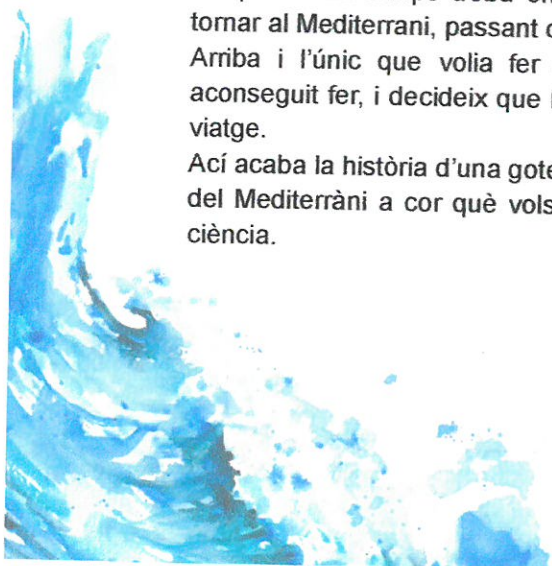 tornar al Mediterrani, passant
Arriba i l'únic que volia fer
aconseguit fer, i decideix que
viatge.
Ací acaba la història d'una
del Mediterràni a cor què vols
ciència.